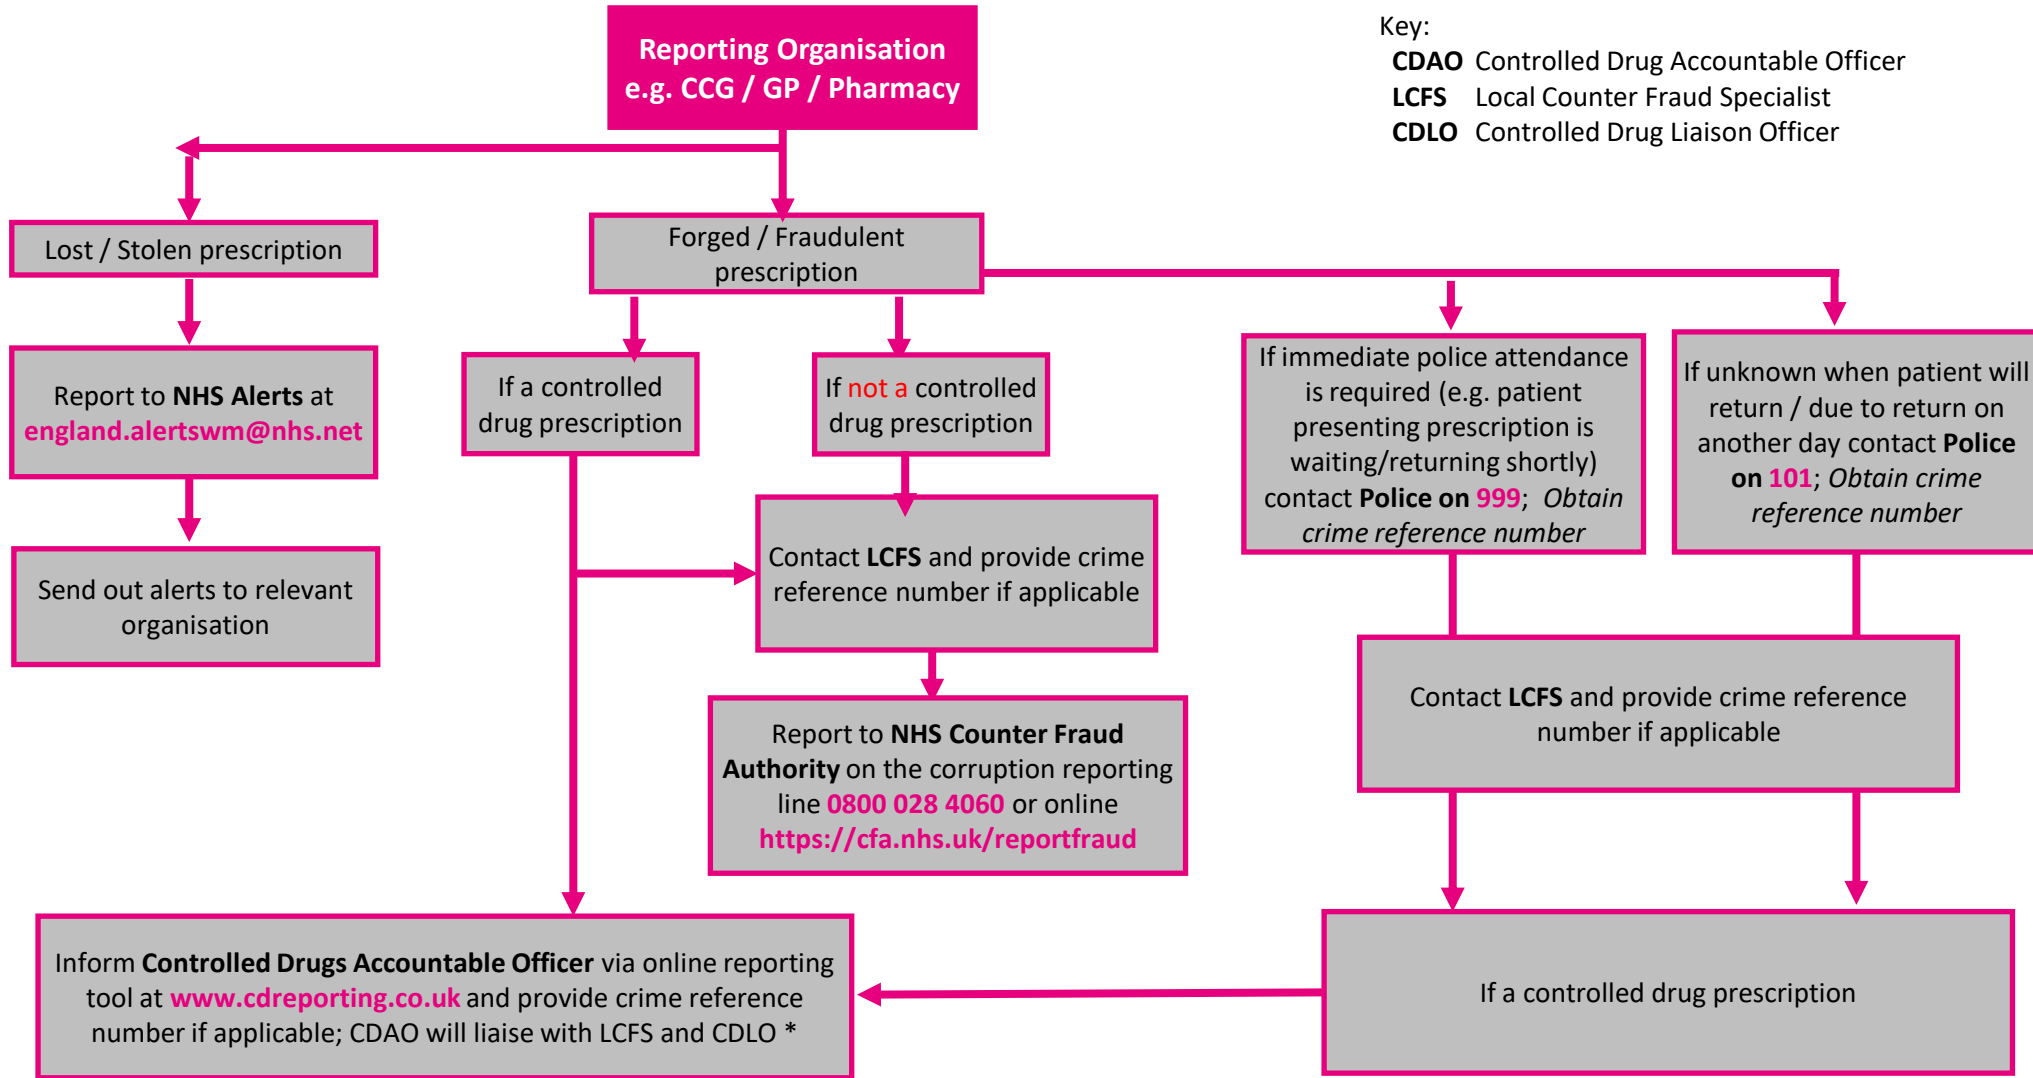 Reporting Organisation
e.g. CCG / GP / Pharmacy
Key:
CDAO Controlled Drug Accountable Officer
LCFS Local Counter Fraud Specialist
CDLO Controlled Drug Liaison Officer
Lost / Stolen prescription
Forged / Fraudulent
prescription
Report to NHS Alerts at
england.alertswm@nhs.net
If a controlled
drug prescription
If not a controlled
drug prescription
If immediate police attendance
is required (e.g. patient
presenting prescription is
waiting/returning shortly)
contact Police on 999; Obtain
crime reference number
If unknown when patient will
return / due to return on
another day contact Police
on 101; Obtain crime
reference number
Send out alerts to relevant
organisation
Contact LCFS and provide crime
reference number if applicable
Contact LCFS and provide crime reference
number if applicable
Report to NHS Counter Fraud
Authority on the corruption reporting
line 0800 028 4060 or online
https://cfa.nhs.uk/reportfraud
Inform Controlled Drugs Accountable Officer via online reporting
tool at www.cdreporting.co.uk and provide crime reference
number if applicable; CDAO will liaise with LCFS and CDLO *
If a controlled drug prescription